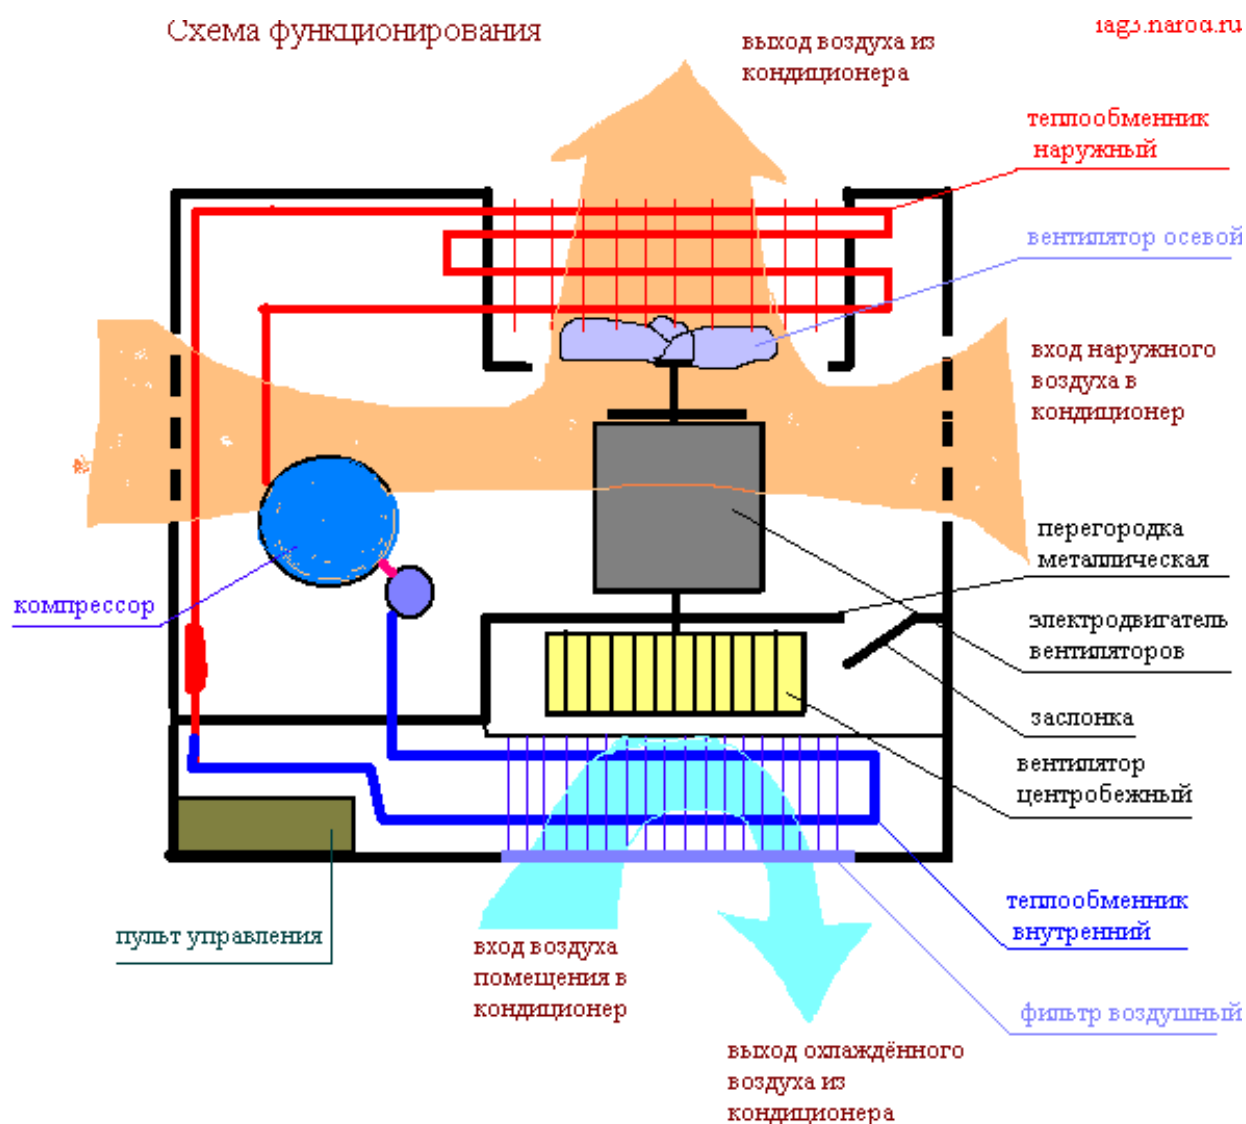 Схема функционирования
выход воздуха из
кондиционера
теплообменник
наружный
вентилятор осевой
вход наружного
воздуха в
кондиционер
перегородка
металлическая
компрессор
электродвигатель
вентиляторов
заслонка
вентилятор
центробежный
теплообменник
внутренний
пульт управления
вход воздуха
помещения в
кондиционер
фильтр воздушный
выход охлаждённого
воздуха из
кондиционера